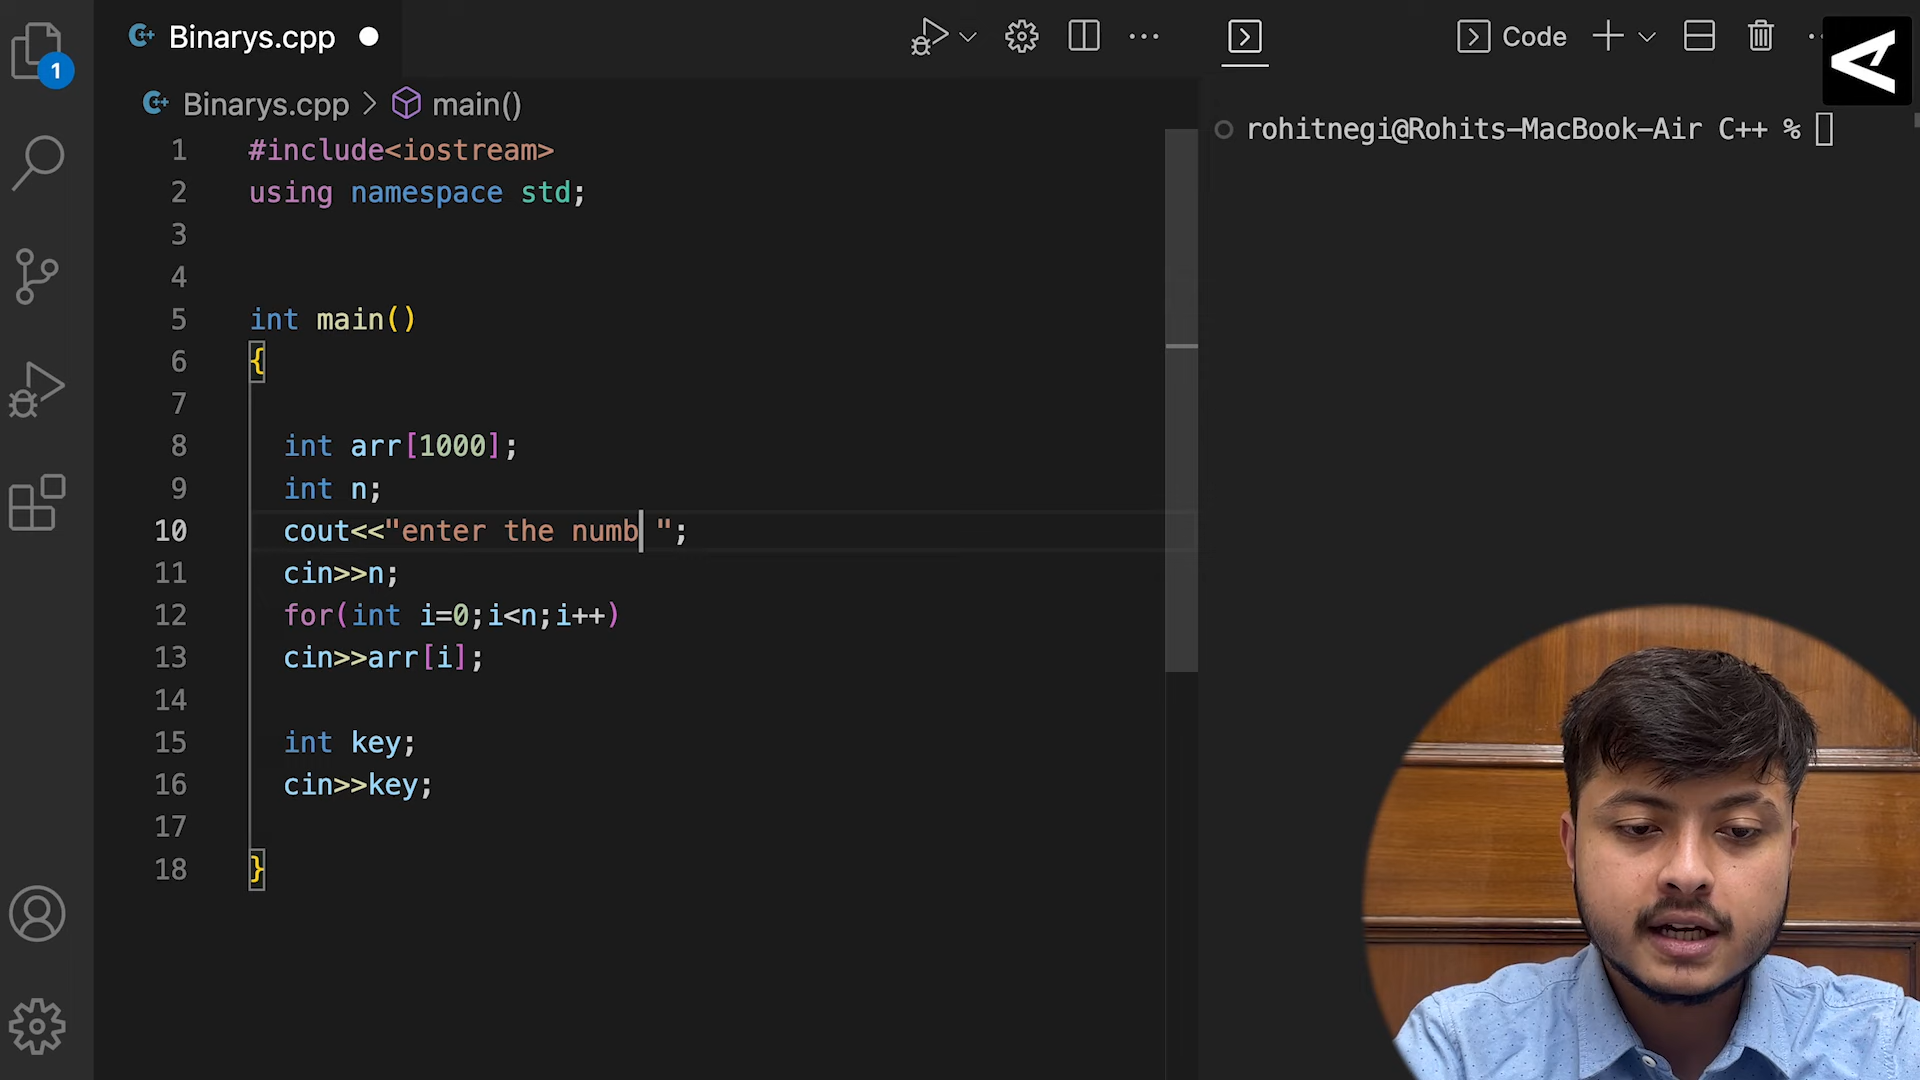 Binarys.cpp
Code
1
Binarys.cpp > main()
rohitnegi@Rohits-MacBook-Air C++ %
1 #include<iostream>
2 using namespace std;
3
4
5 int main()
6 {
7
8 int arr[1000];
9 int n;
10 cout<<"enter the numb ";
11 cin>>n;
12 for(int i=0;i<n;i++)
13 cin>>arr[i];
14
15 int key;
16 cin>>key;
17
18 }